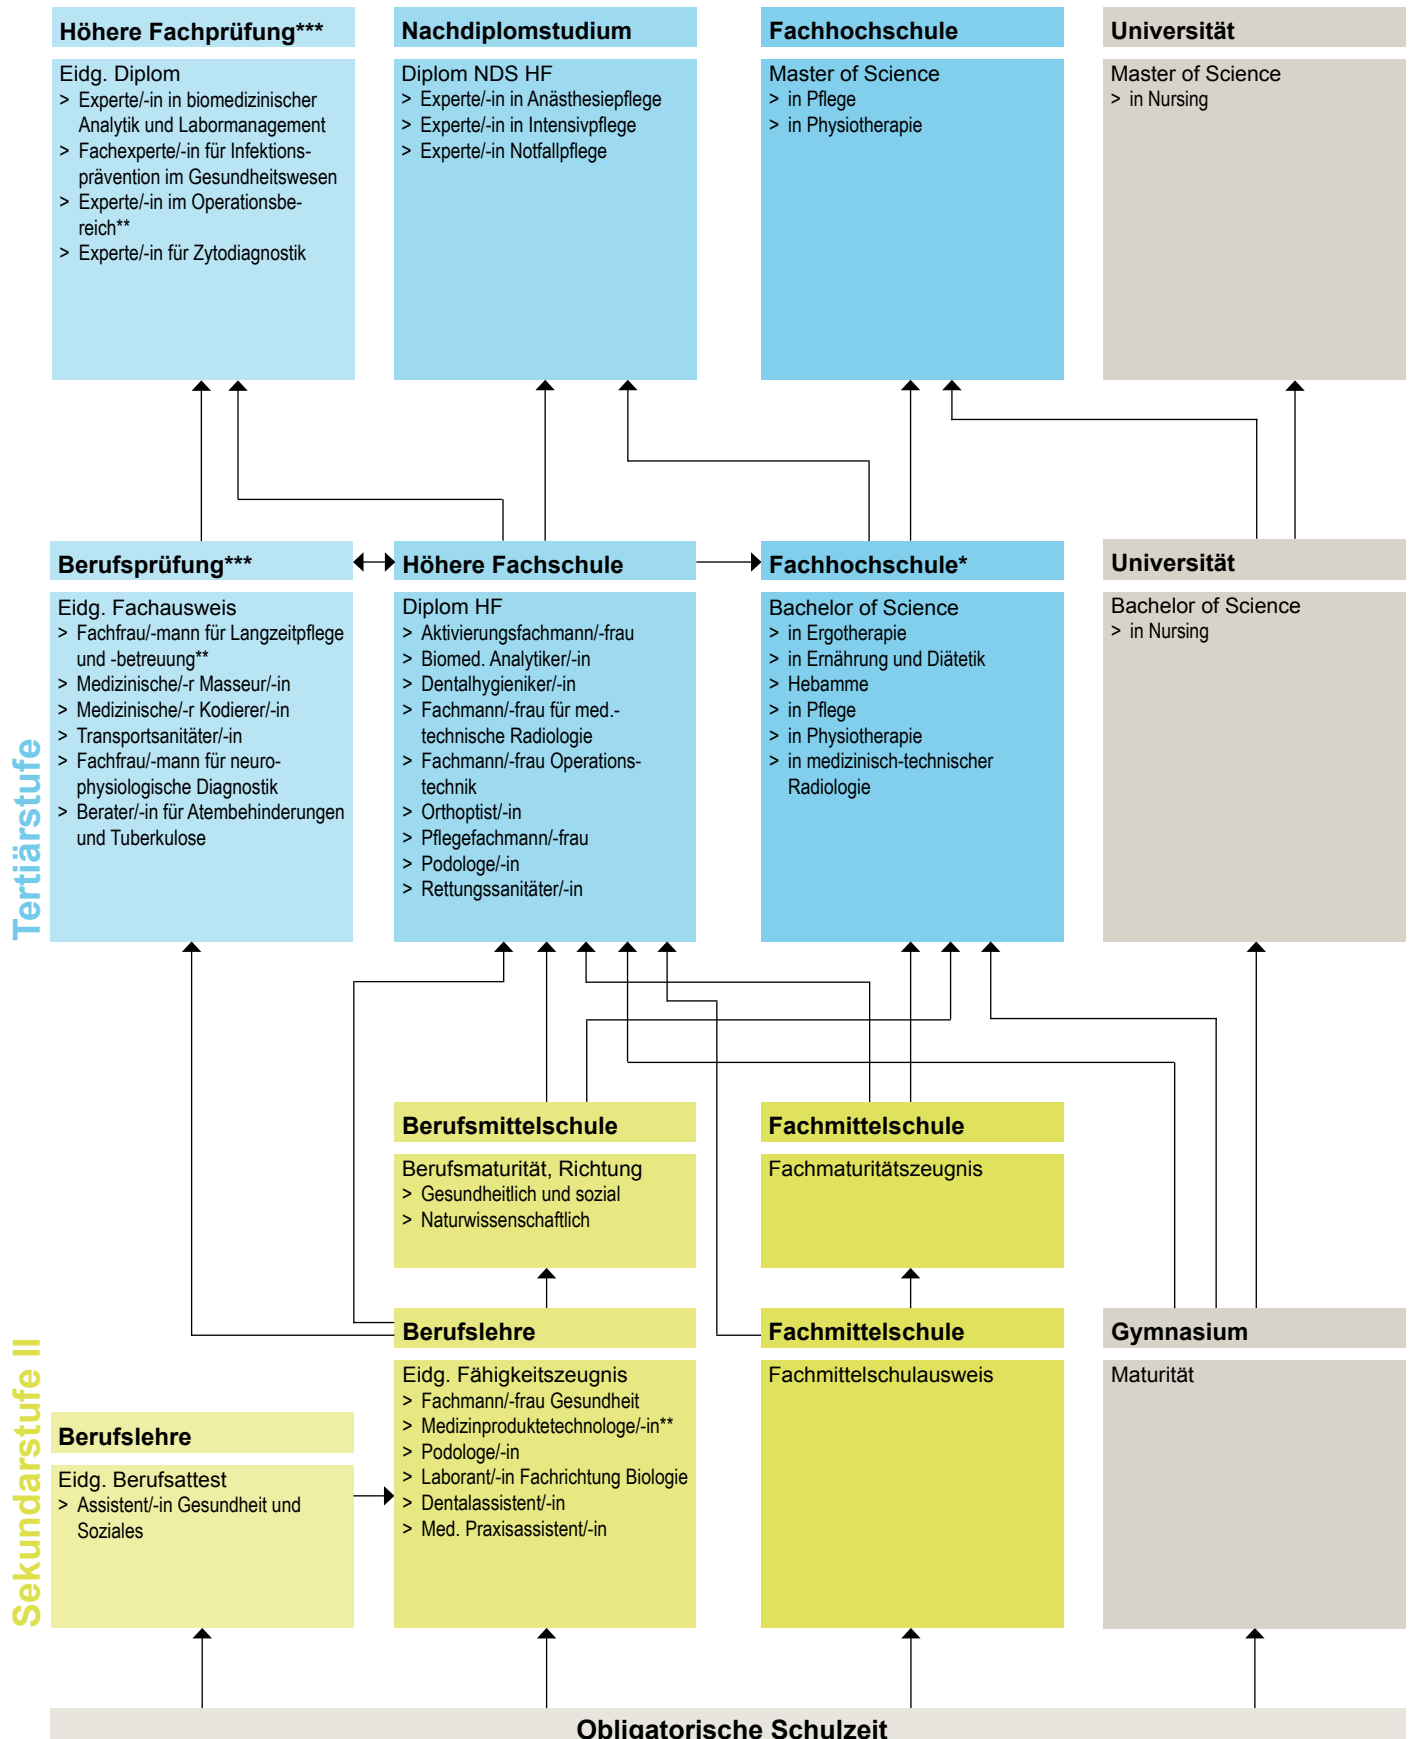 Höhere Fachprüfung***
Eidg. Diplom
> Experte/-in in biomedizinischer
Analytik und Labormanagement
> Fachexperte/-in für Infektions-
prävention im Gesundheitswesen
> Experte/-in im Operationsbe-
reich**
> Experte/-in für Zytodiagnostik
Nachdiplomstudium
Diplom NDS HF
> Experte/-in in Anästhesiepflege
> Experte/-in in Intensivpflege
> Experte/-in Notfallpflege
Fachhochschule
Master of Science
> in Pflege
> in Physiotherapie
Universität
Master of Science
> in Nursing
Tertiärstufe
Berufsprüfung***
Eidg. Fachausweis
> Fachfrau/-mann für Langzeitpflege
und -betreuung**
> Medizinische/-r Masseur/-in
> Medizinische/-r Kodierer/-in
> Transportsanitäter/-in
> Fachfrau/-mann für neuro-
physiologische Diagnostik
> Berater/-in für Atembehinderungen
und Tuberkulose
Höhere Fachschule
Diplom HF
> Aktivierungsfachmann/-frau
> Biomed. Analytiker/-in
> Dentalhygieniker/-in
> Fachmann/-frau für med.-
technische Radiologie
> Fachmann/-frau Operations-
technik
> Orthoptist/-in
> Pflegefachmann/-frau
> Podologe/-in
> Rettungssanitäter/-in
Fachhochschule*
Bachelor of Science
> in Ergotherapie
> in Ernährung und Diätetik
> Hebamme
> in Pflege
> in Physiotherapie
> in medizinisch-technischer
Radiologie
Universität
Bachelor of Science
> in Nursing
Berufsmittelschule
Berufsmaturität, Richtung
> Gesundheitlich und sozial
> Naturwissenschaftlich
Fachmittelschule
Fachmaturitätszeugnis
Sekundarstufe II
Berufslehre
Eidg. Berufsattest
> Assistent/-in Gesundheit und
Soziales
Berufslehre
Eidg. Fähigkeitszeugnis
> Fachmann/-frau Gesundheit
> Medizinproduktetechnologe/-in**
> Podologe/-in
> Laborant/-in Fachrichtung Biologie
> Dentalassistent/-in
> Med. Praxisassistent/-in
Fachmittelschule
Fachmittelschulausweis
Gymnasium
Maturität
Obligatorische Schulzeit